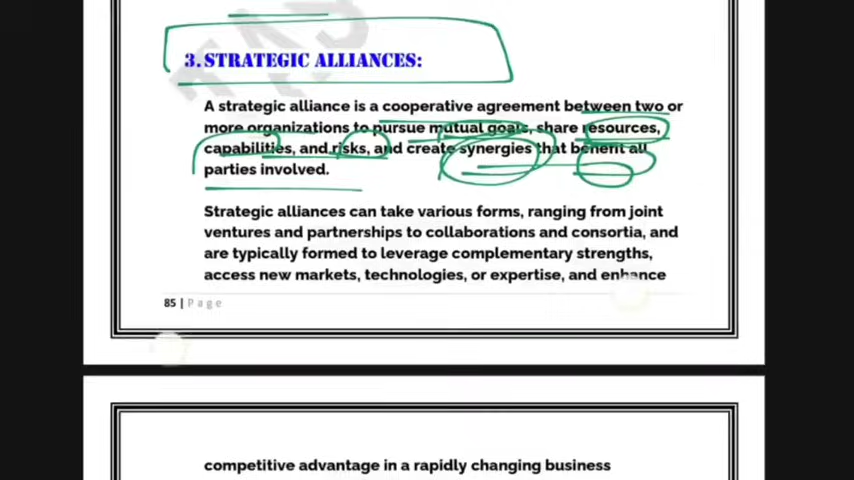 3. STRATEGIC ALLIANCES:
A strategic alliance is a cooperative agreement between two or
more organizations to pursue mutual goals, share resources,
capabilities, and risks, and create synergies that benefit all
parties involved.
Strategic alliances can take various forms, ranging from joint
ventures and partnerships to collaborations and consortia, and
are typically formed to leverage complementary strengths,
access new markets, technologies, or expertise, and enhance
85 | Page
competitive advantage in a rapidly changing business